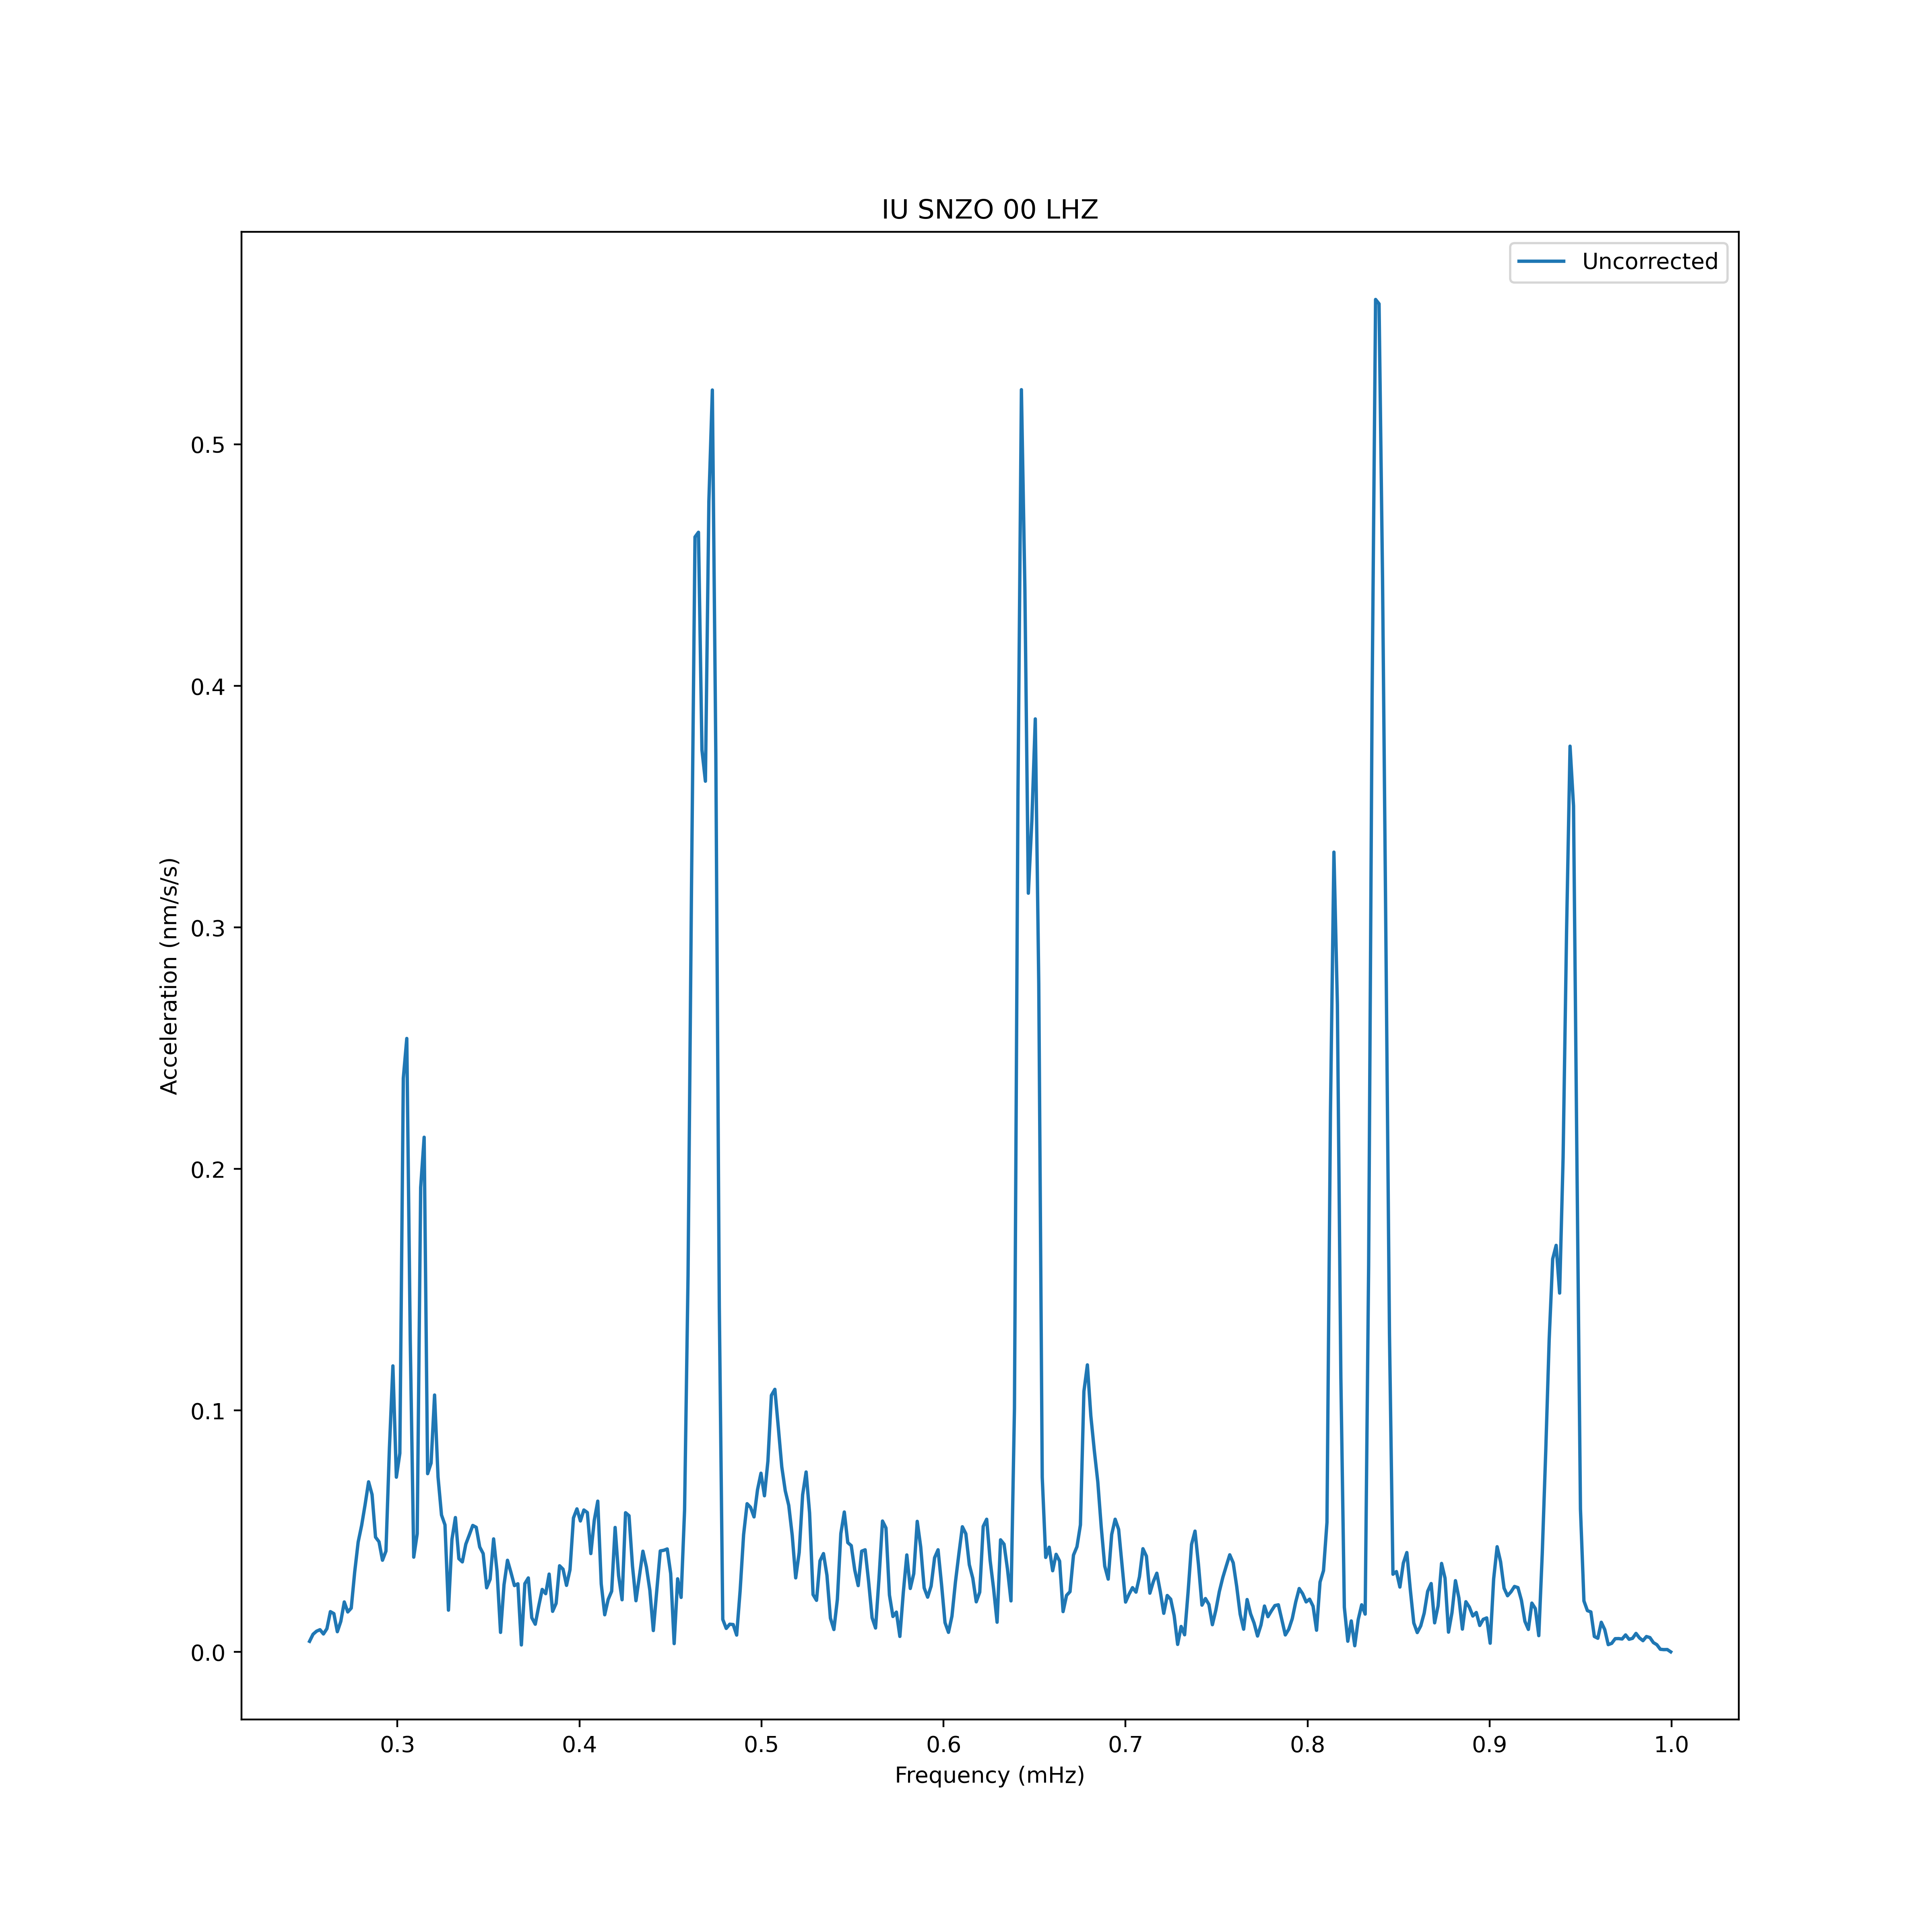 IU SNZO 00 LHZ
Uncorrected
0.5
0.4
0.3
0.2
0.1
0.0
Acceleration (nm/s/s)
0.3 0.4 0.5 0.6 0.7 0.8 0.9 1.0
Frequency (mHz)